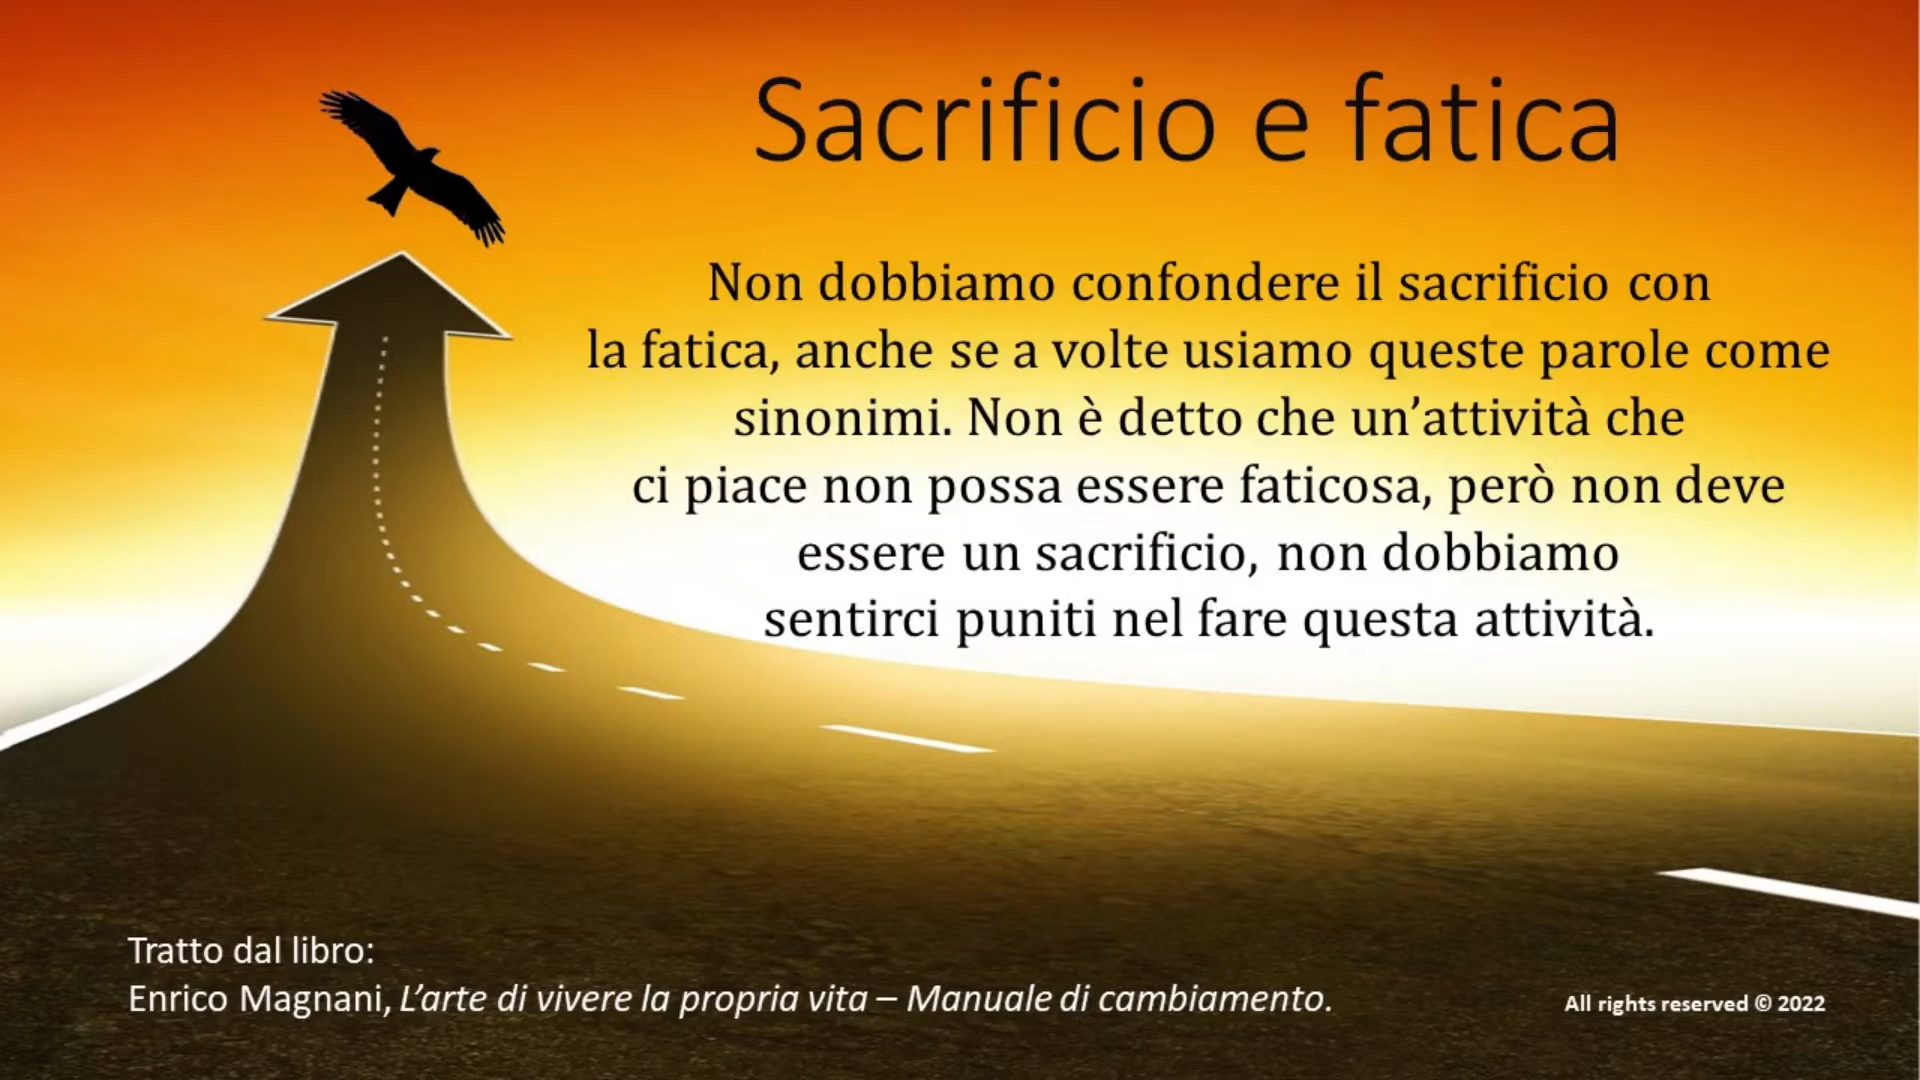 Sacrificio e fatica
Non dobbiamo confondere il sacrificio con
la fatica, anche se a volte usiamo queste parole come
sinonimi. Non è detto che un’attività che
ci piace non possa essere faticosa, però non deve
essere un sacrificio, non dobbiamo
sentirci puniti nel fare questa attività.
Tratto dal libro:
Enrico Magnani, L’arte di vivere la propria vita – Manuale di cambiamento.
All rights reserved © 2022